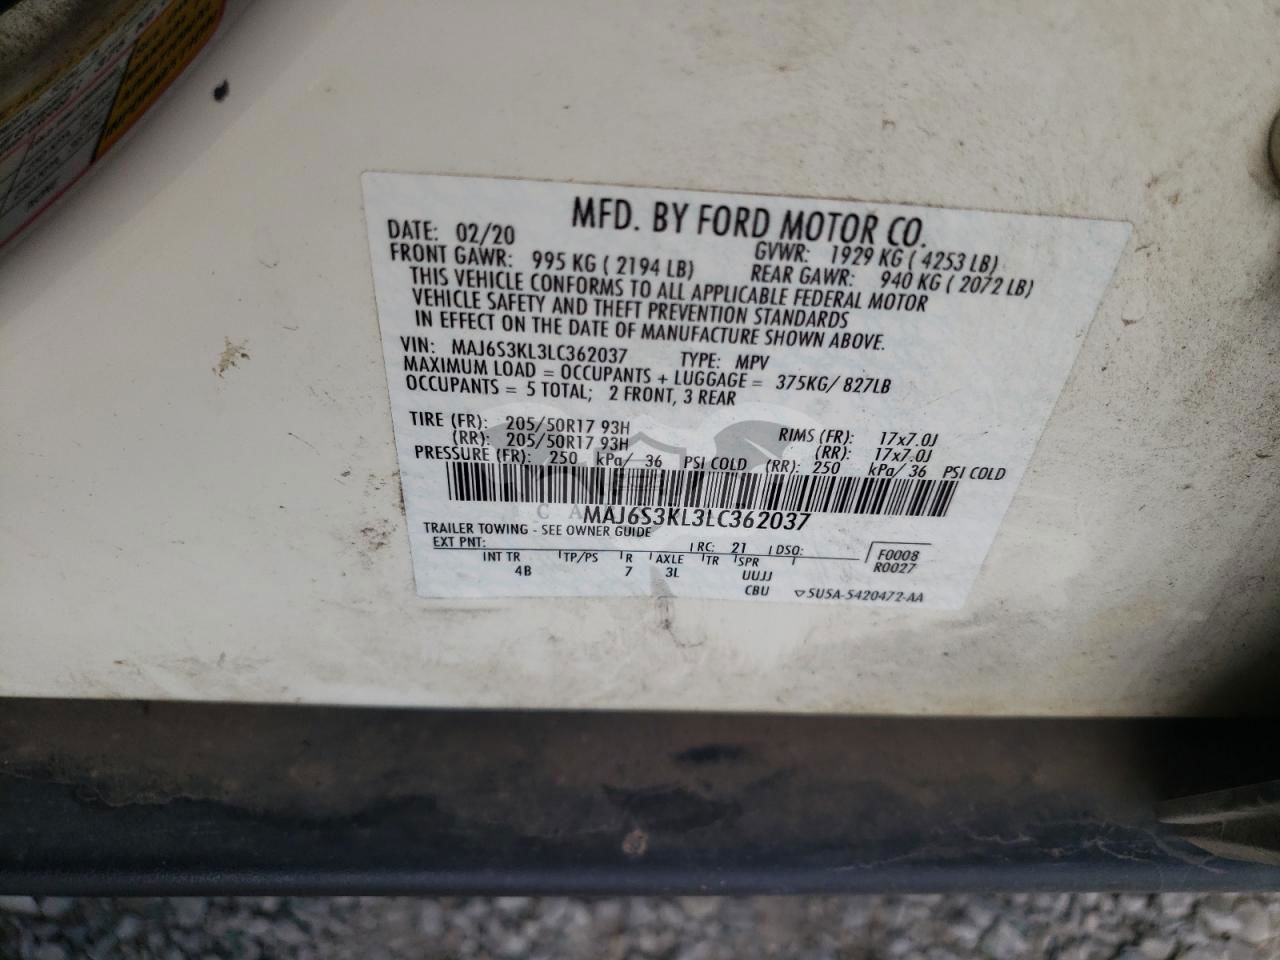 MFD. BY FORD MOTOR CO.
DATE: 02/20 GVWR: 1929 KG ( 4253 LB)
FRONT GAWR: 995 KG ( 2194 LB) REAR GAWR: 940 KG ( 2072 LB)
THIS VEHICLE CONFORMS TO ALL APPLICABLE FEDERAL MOTOR
VEHICLE SAFETY AND THEFT PREVENTION STANDARDS
IN EFFECT ON THE DATE OF MANUFACTURE SHOWN ABOVE.
VIN: MAJ6S3KL3LC362037 TYPE: MPV
MAXIMUM LOAD = OCCUPANTS + LUGGAGE = 375KG/ 827LB
OCCUPANTS = 5 TOTAL; 2 FRONT, 3 REAR
TIRE (FR): 205/50R17 93H RIMS (FR): 17x7.0J
(RR): 205/50R17 93H (RR): 17x7.0J
PRESSURE (FR): 250 kPa/ 36 PSI COLD (RR): 250 kPa/ 36 PSI COLD
MAJ6S3KL3LC362037
TRAILER TOWING - SEE OWNER GUIDE
EXT PNT: RC: 21 DSO: F0008
INT TR TP/PS R AXLE TR SPR R0027
4B 7 3L UUJJ
CBU 5U5A-5420472-AA